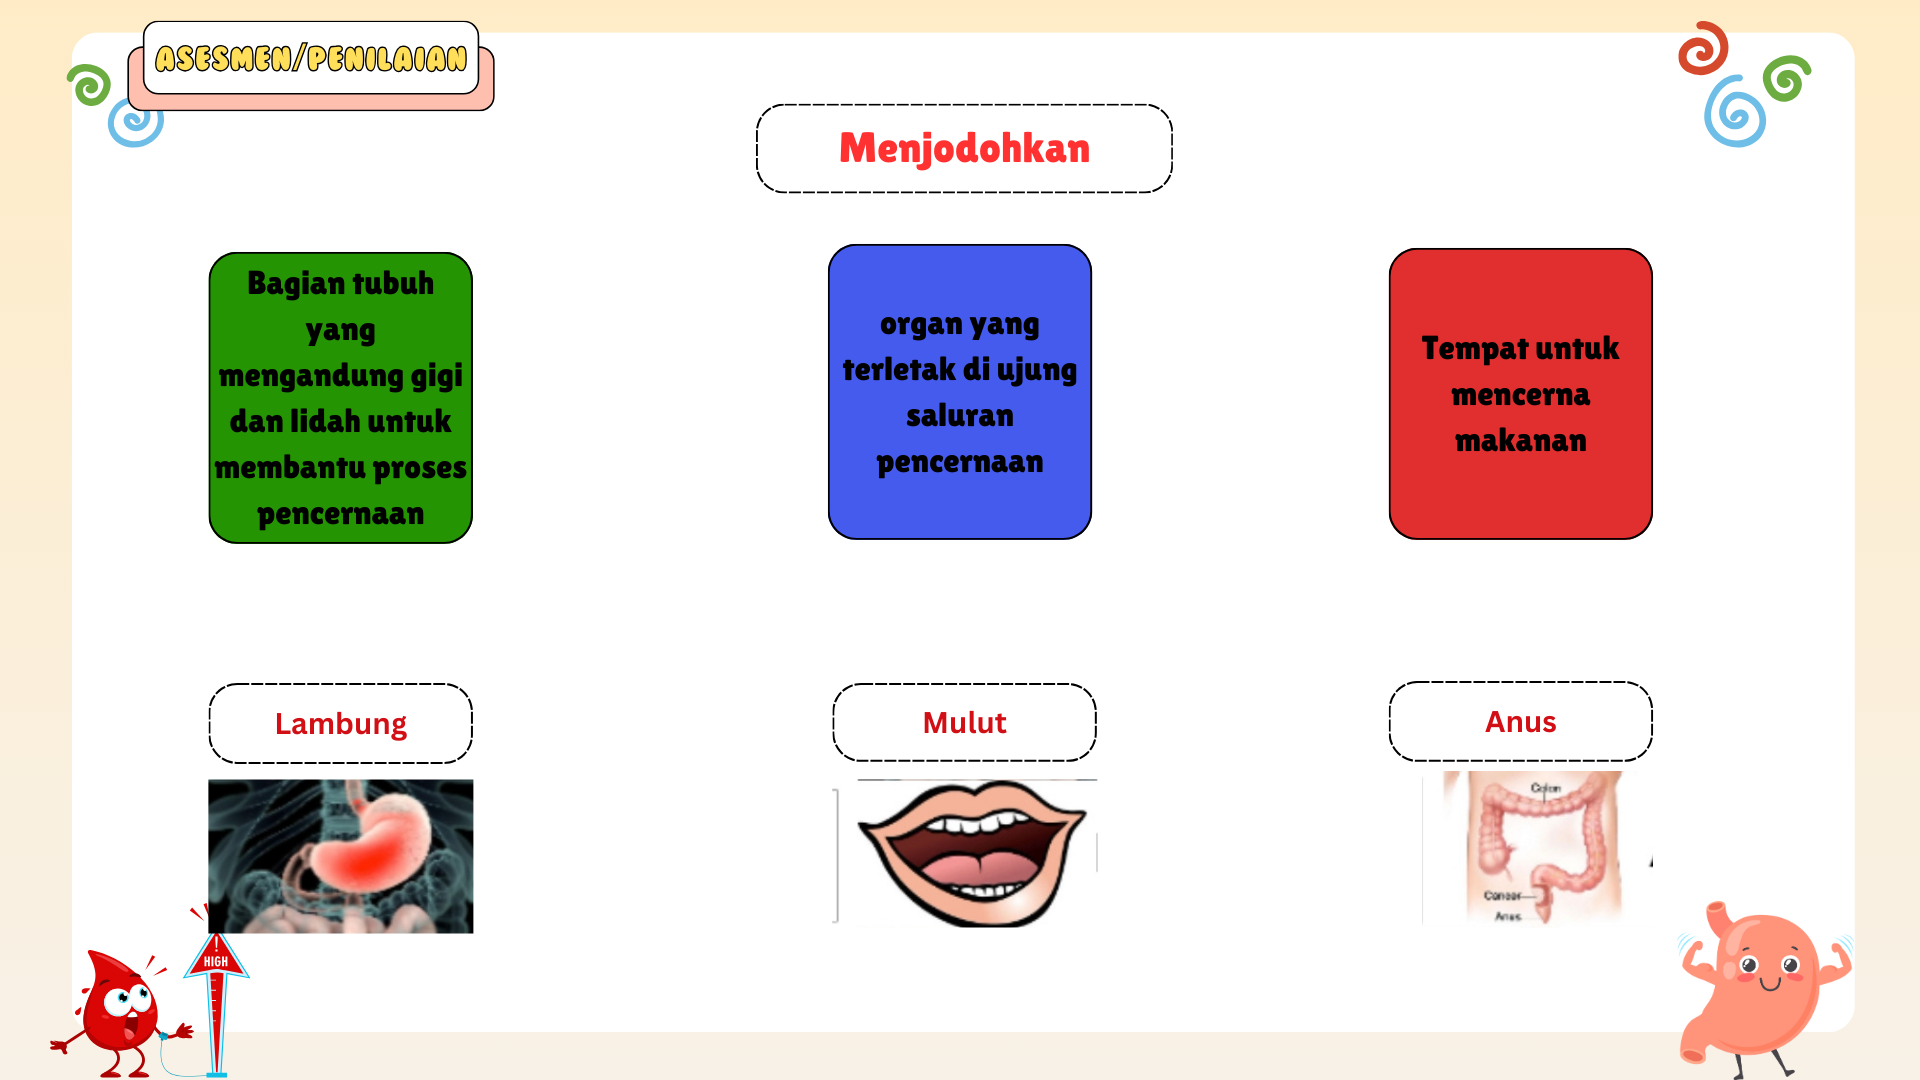 ASESMEN/PENILAIAN
Menjodohkan
Bagian tubuh
yang
mengandung gigi
dan lidah untuk
membantu proses
pencernaan
organ yang
terletak di ujung
saluran
pencernaan
Tempat untuk
mencerna
makanan
Lambung
Mulut
Anus
Colon
Cancer
Anus
!
HIGH